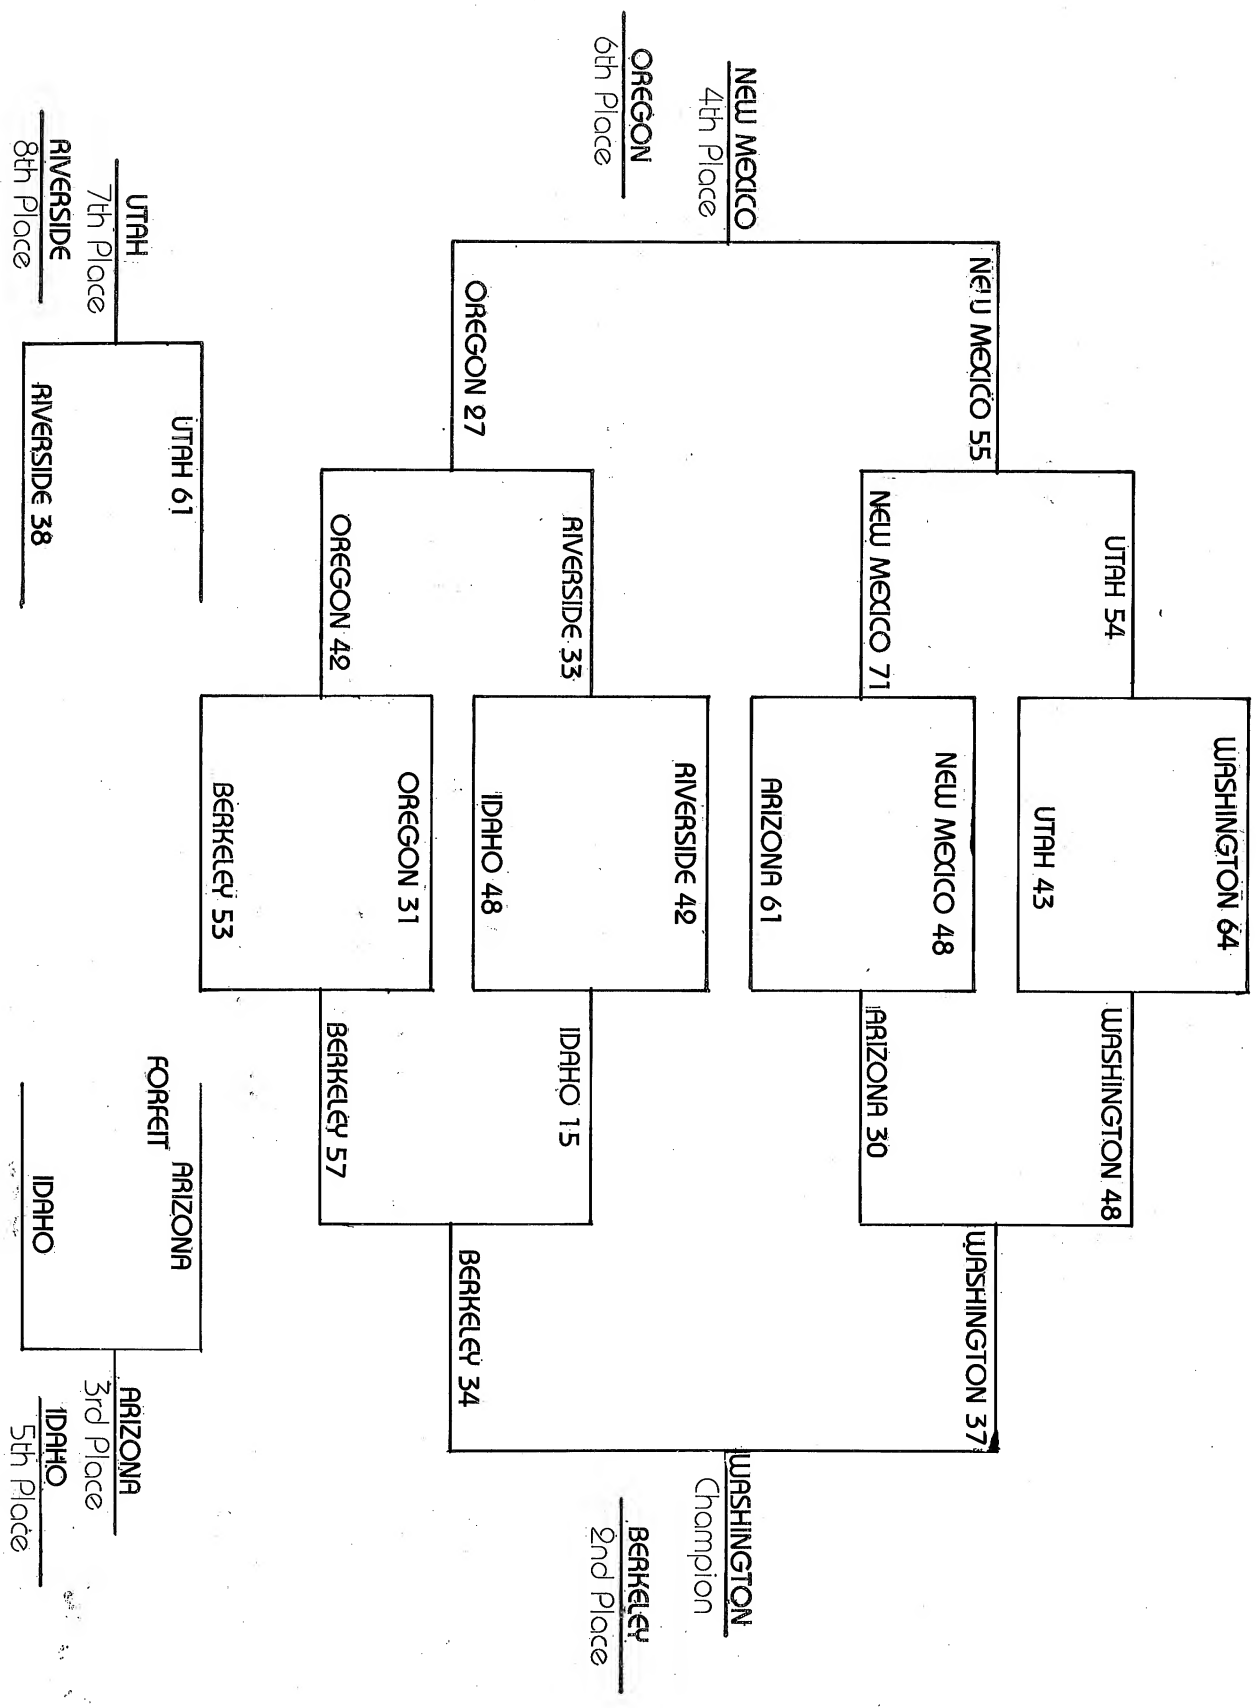 WASHINGTON 64
UTAH 54
WASHINGTON 48
UTAH 43
NEW MEXICO 55
WASHINGTON 37
NEW MEXICO 48
NEW MEXICO 71
ARIZONA 30
ARIZONA 61
NEW MEXICO
4th Place
WASHINGTON
Champion
RIVERSIDE 42
OREGON
6th Place
BERKELEY
2nd Place
RIVERSIDE 33
IDAHO 15
IDAHO 48
OREGON 27
BERKELEY 34
OREGON 31
OREGON 42
BERKELEY 57
BERKELEY 53
UTAH 61
UTAH
7th Place
RIVERSIDE
8th Place
RIVERSIDE 38
ARIZONA
FORFEIT
IDAHO
ARIZONA
3rd Place
IDAHO
5th Place